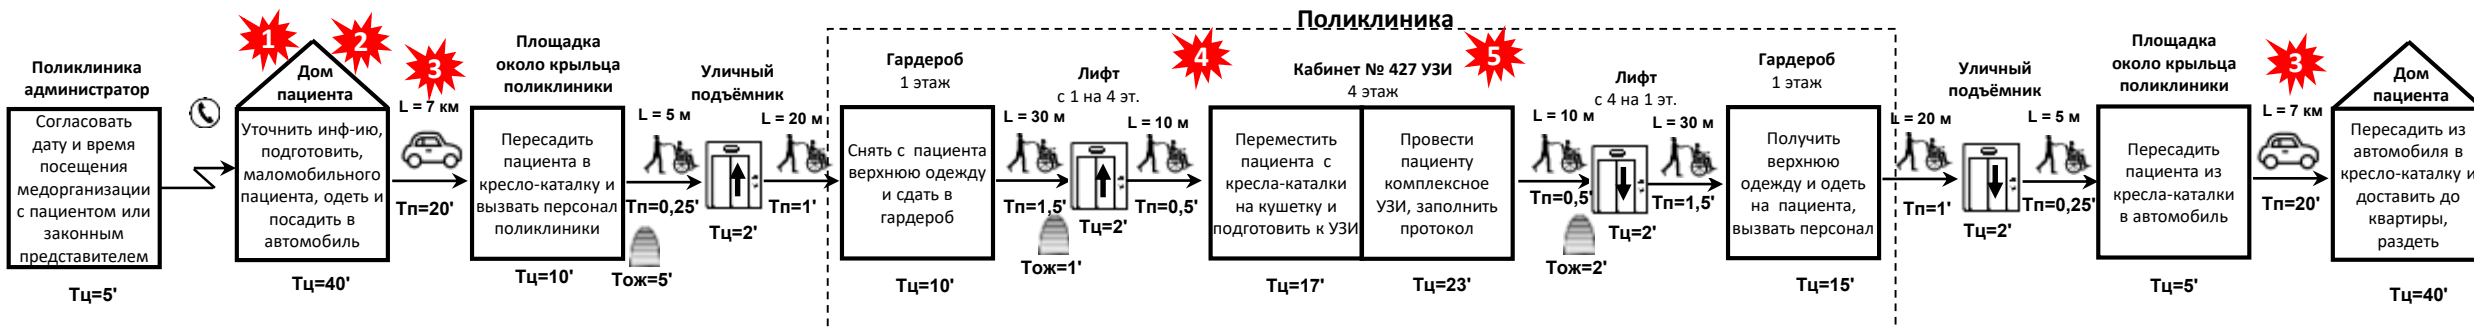 Поликлиника
администратор
Согласовать
дату и время
посещения
медорганизации
с пациентом или
законным
представителем
Тц=5'
1
2
Дом
пациента
Уточнить инф-ию,
подготовить,
маломобильного
пациента, одеть и
посадить в
автомобиль
Тц=40'
3
L = 7 км
Тп=20'
Площадка
около крыльца
поликлиники
Пересадить
пациента в
кресло-каталку и
вызвать персонал
поликлиники
Тц=10'
L = 5 м
Тп=0,25'
Тож=5'
Уличный
подъёмник
Тц=2'
L = 20 м
Тп=1'
Поликлиника
Гардероб
1 этаж
Снять с пациента
верхнюю одежду
и сдать в
гардероб
Тц=10'
L = 30 м
Тп=1,5'
Тож=1'
Лифт
с 1 на 4 эт.
Тц=2'
L = 10 м
Тп=0,5'
4
5
Кабинет № 427 УЗИ
4 этаж
Переместить
пациента с
кресла-каталки
на кушетку и
подготовить к УЗИ
Тц=17'
Провести
пациенту
комплексное
УЗИ, заполнить
протокол
Тц=23'
L = 10 м
Тп=0,5'
Тож=2'
Лифт
с 4 на 1 эт.
Тц=2'
L = 30 м
Тп=1,5'
Гардероб
1 этаж
Получить
верхнюю
одежду и одеть
на пациента,
вызвать персонал
Тц=15'
L = 20 м
Тп=1'
Уличный
подъёмник
Тц=2'
L = 5 м
Тп=0,25'
Площадка
около крыльца
поликлиники
Пересадить
пациента из
кресла-каталки
в автомобиль
Тц=5'
3
L = 7 км
Тп=20'
Дом
пациента
Пересадить из
автомобиля в
кресло-каталку и
доставить до
квартиры,
раздеть
Тц=40'